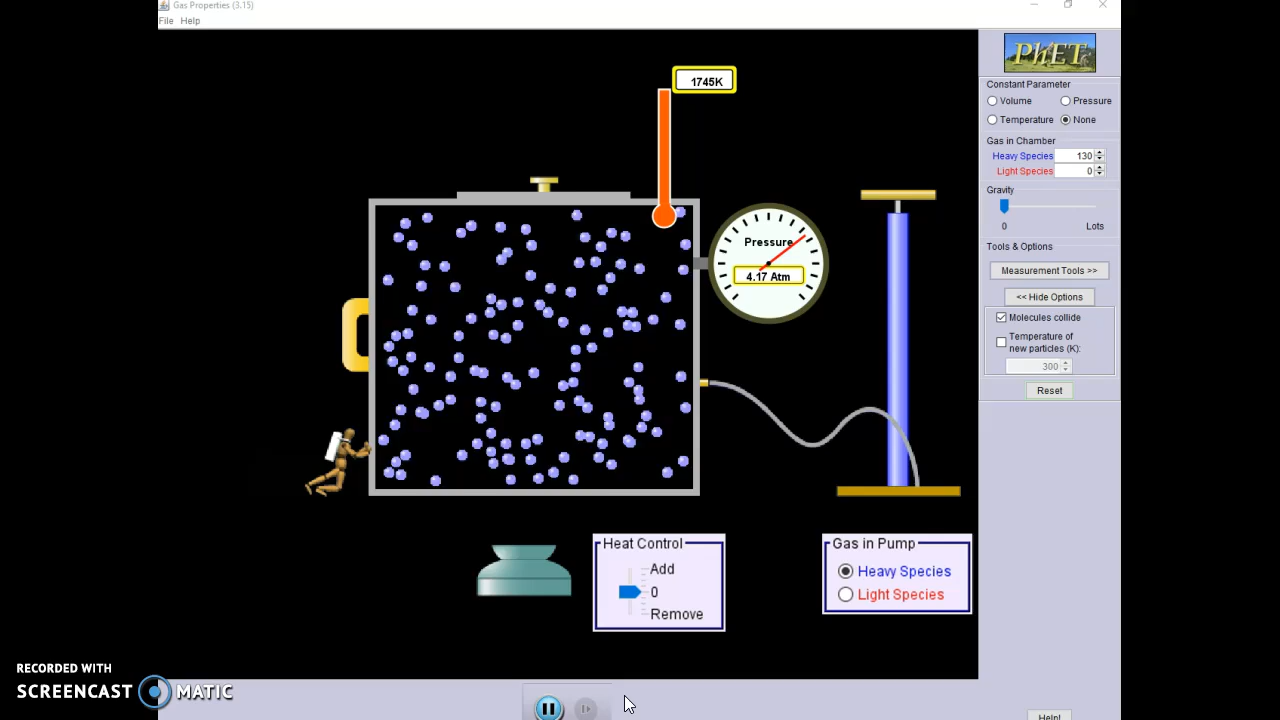 Gas Properties (3.15)
File Help
1745K
Pressure
4.17 Atm
Heat Control
Add
0
Remove
Gas in Pump
Heavy Species
Light Species
PhET
Constant Parameter
Volume Pressure
Temperature None
Gas in Chamber
Heavy Species 130
Light Species 0
Gravity
0 Lots
Tools & Options
Measurement Tools >>
<< Hide Options
Molecules collide
Temperature of
new particles (K):
300
Reset
Help!
RECORDED WITH
SCREENCAST MATIC